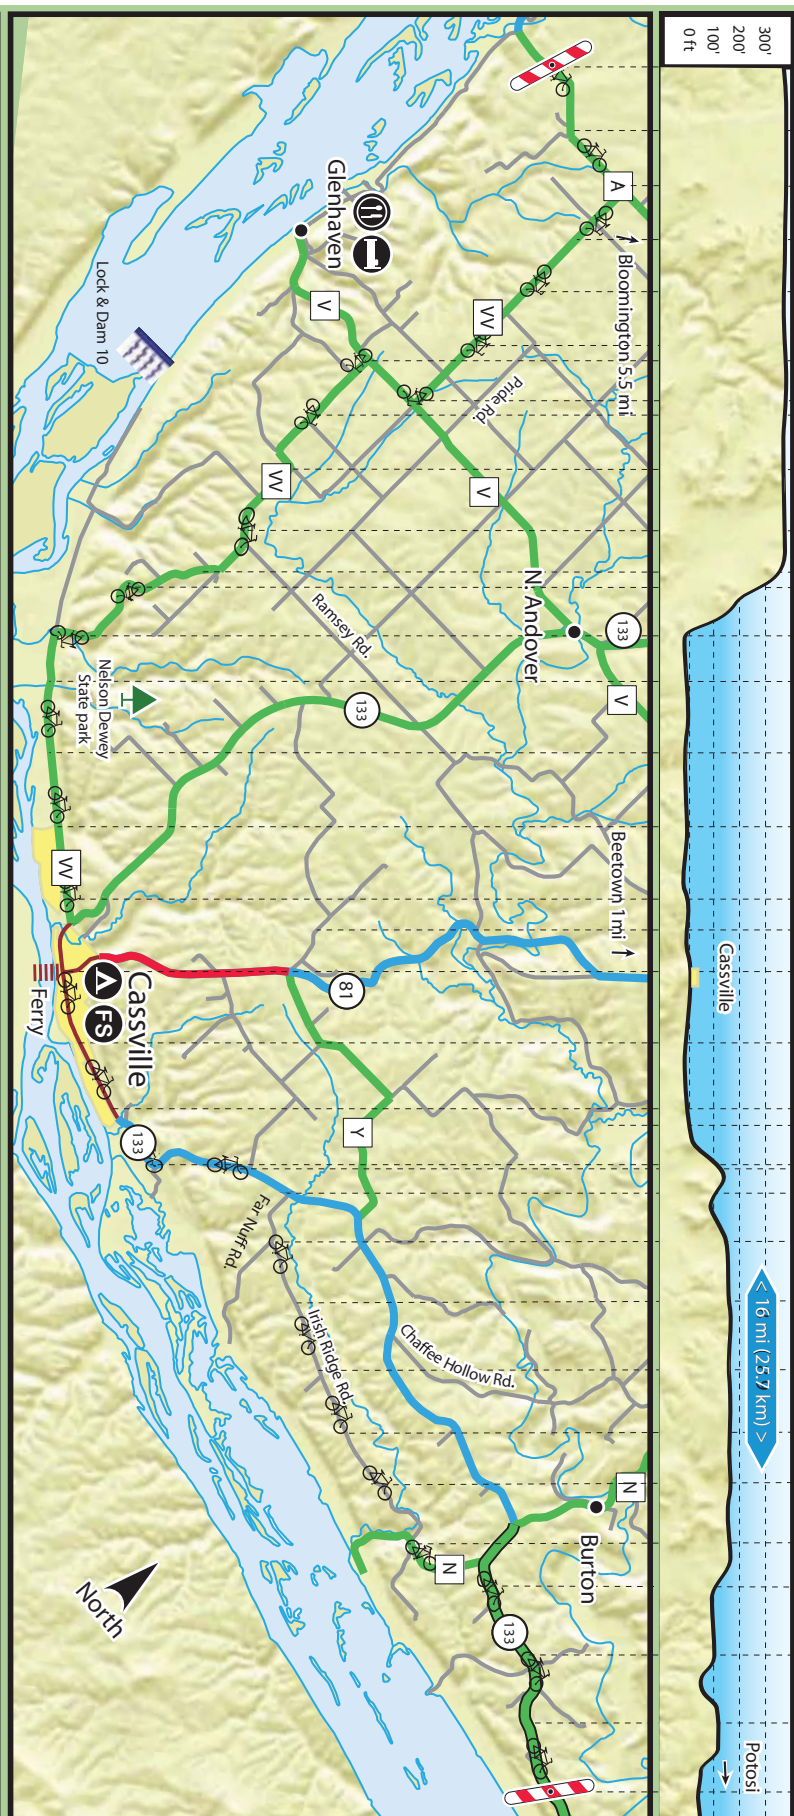 300'
200'
100'
0 ft
Cassville
< 16 mi (25.7 km) >
Potosi
A
Bloomington 5.5 mi
Glenhaven
V
VV
Pride Rd.
V
VV
Lock & Dam 10
N. Andover
133
V
Ramsey Rd.
133
Nelson Dewey
State park
VV
Beetown 1mi
81
Cassville
FS
Ferry
133
Y
Far Nuff Rd.
Irish Ridge Rd.
Chaffee Hollow Rd.
N
Burton
N
133
North